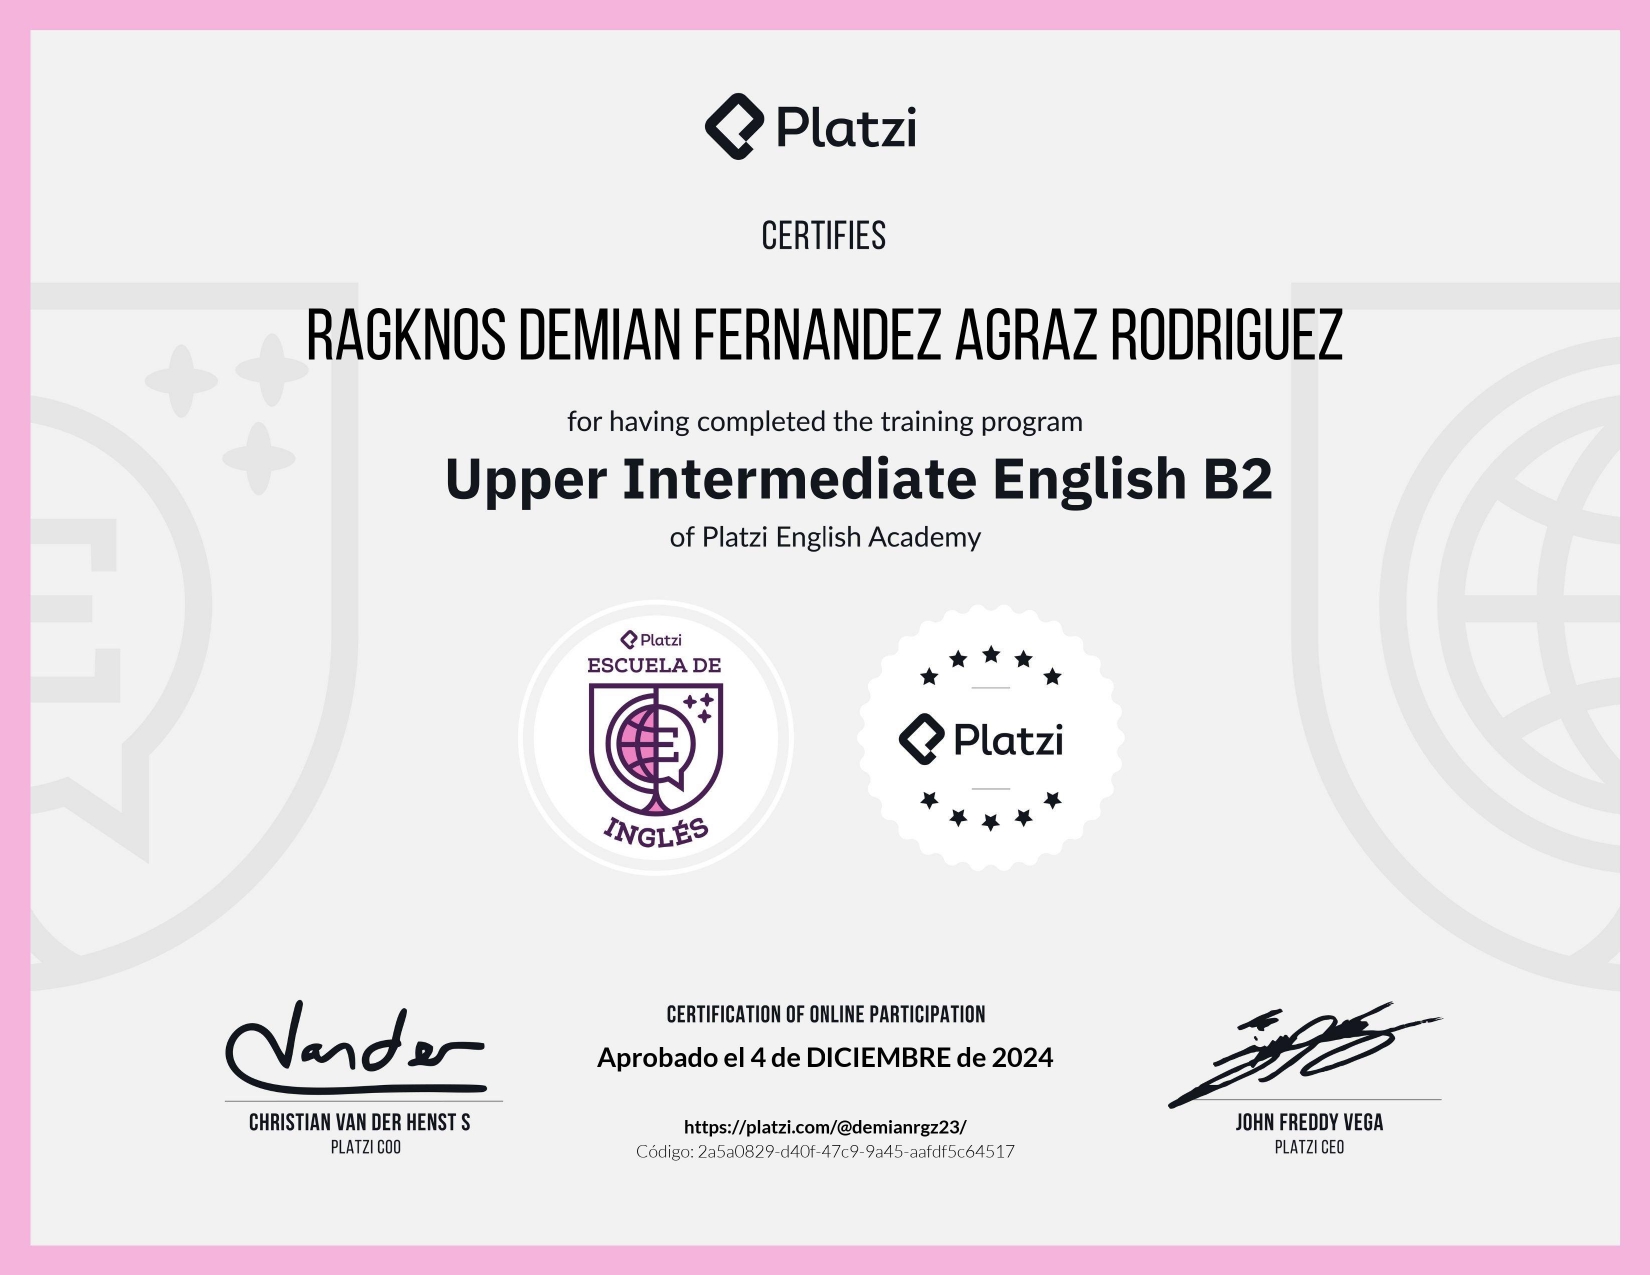 Platzi
CERTIFIES
RAGKNOS DEMIAN FERNANDEZ AGRAZ RODRIGUEZ
for having completed the training program
Upper Intermediate English B2
of Platzi English Academy
Platzi
ESCUELA DE
E
INGLÉS
Platzi
Vander
CHRISTIAN VAN DER HENST S
PLATZI COO
CERTIFICATION OF ONLINE PARTICIPATION
Aprobado el 4 de DICIEMBRE de 2024
https://platzi.com/@demianrgz23/
Código: 2a5a0829-d40f-47c9-9a45-aafdf5c64517
JOHN FREDDY VEGA
PLATZI CEO